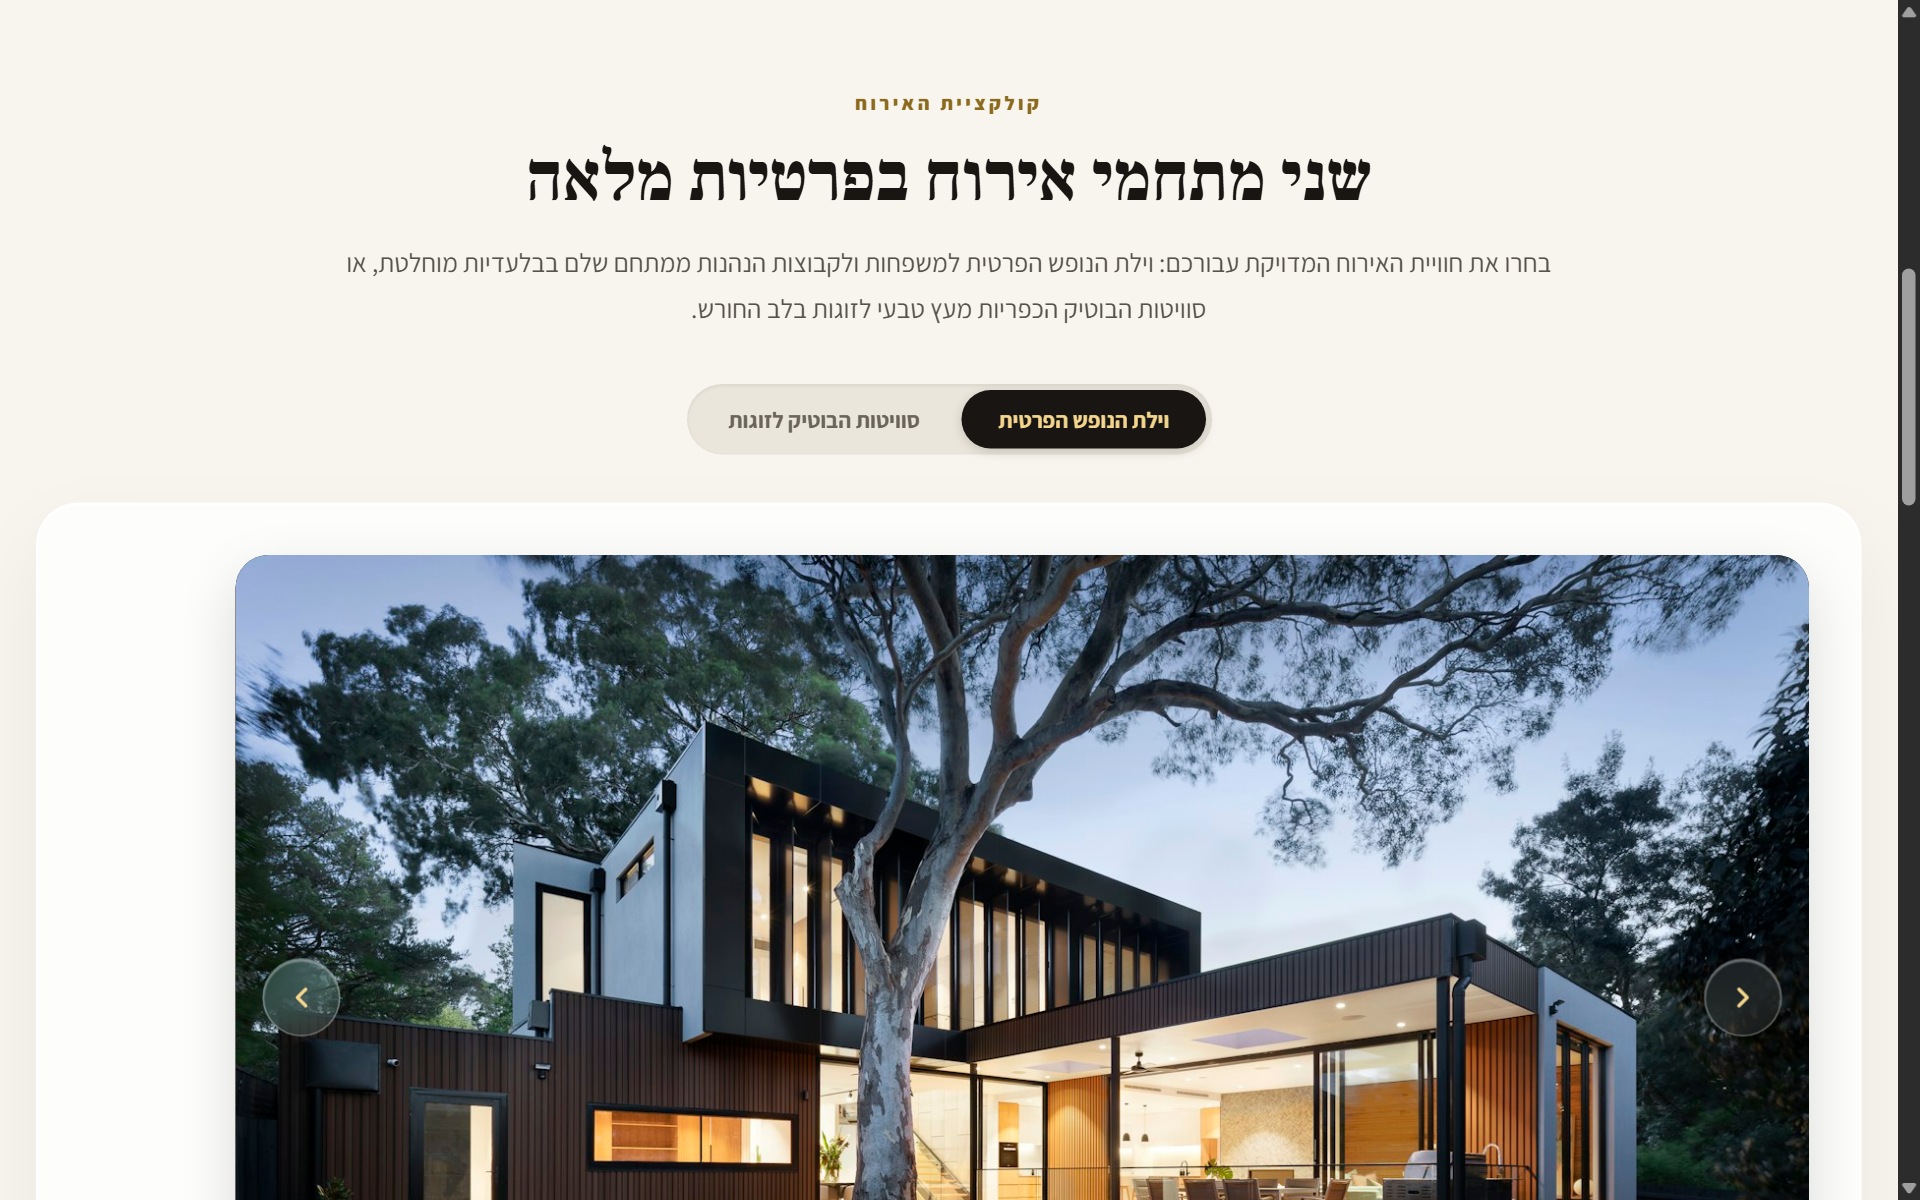 קולקציית האירוח
שני מתחמי אירוח בפרטיות מלאה
בחרו את חוויית האירוח המדויקת עבורכם: וילת הנופש הפרטית למשפחות ולקבוצות הנהנות ממתחם שלם בבלעדיות מוחלטת, או
סוויטות הבוטיק הכפריות מעץ טבעי לזוגות בלב החורש.
וילת הנופש הפרטית
סוויטות הבוטיק לזוגות